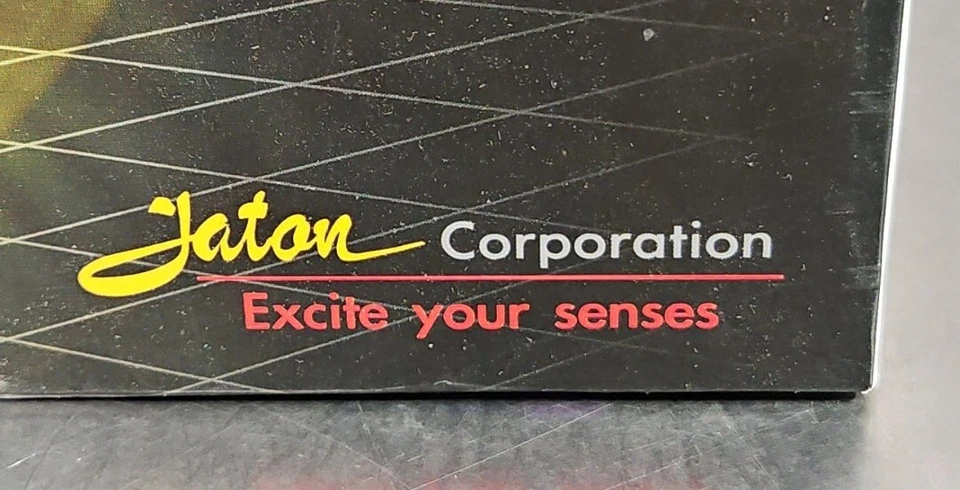 Jaton Corporation
Excite your senses